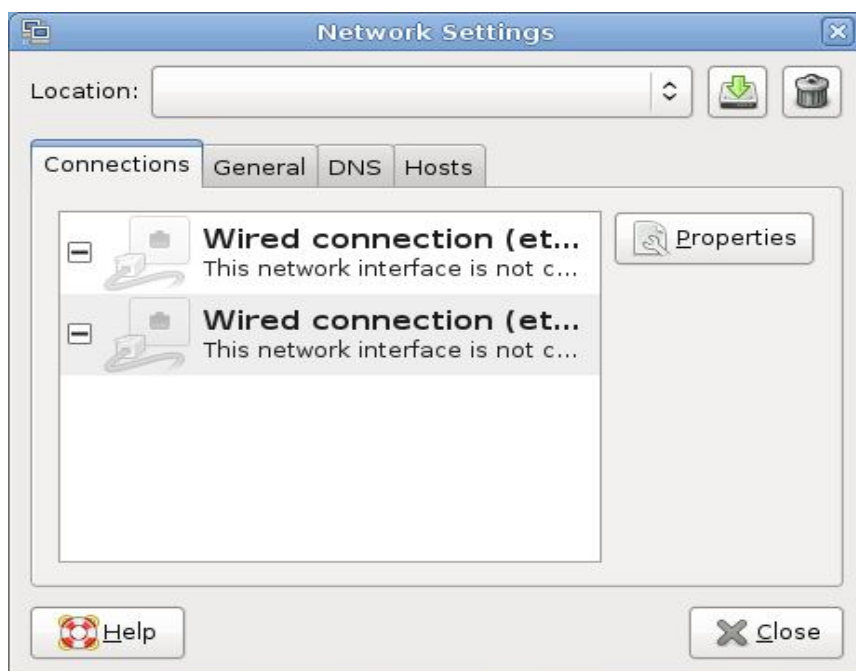 Network Settings
Location:
Connections General DNS Hosts
Wired connection (et...
This network interface is not c...
Properties
Wired connection (et...
This network interface is not c...
Help Close